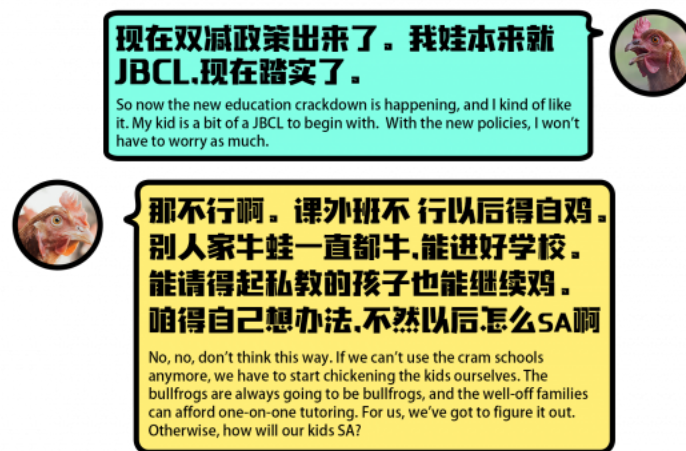 现在双减政策出来了。我娃本来就
JBCL,现在踏实了。
So now the new education crackdown is happening, and I kind of like
it. My kid is a bit of a JBCL to begin with. With the new policies, I won't
have to worry as much.
那不行啊。课外班不 行以后得自鸡。
别人家牛蛙一直都牛,能进好学校。
能请得起私教的孩子也能继续鸡。
咱得自己想办法,不然以后怎么SA啊
No, no, don't think this way. If we can't use the cram schools
anymore, we have to start chickening the kids ourselves. The
bullfrogs are always going to be bullfrogs, and the well-off families
can afford one-on-one tutoring. For us, we've got to figure it out.
Otherwise, how will our kids SA?